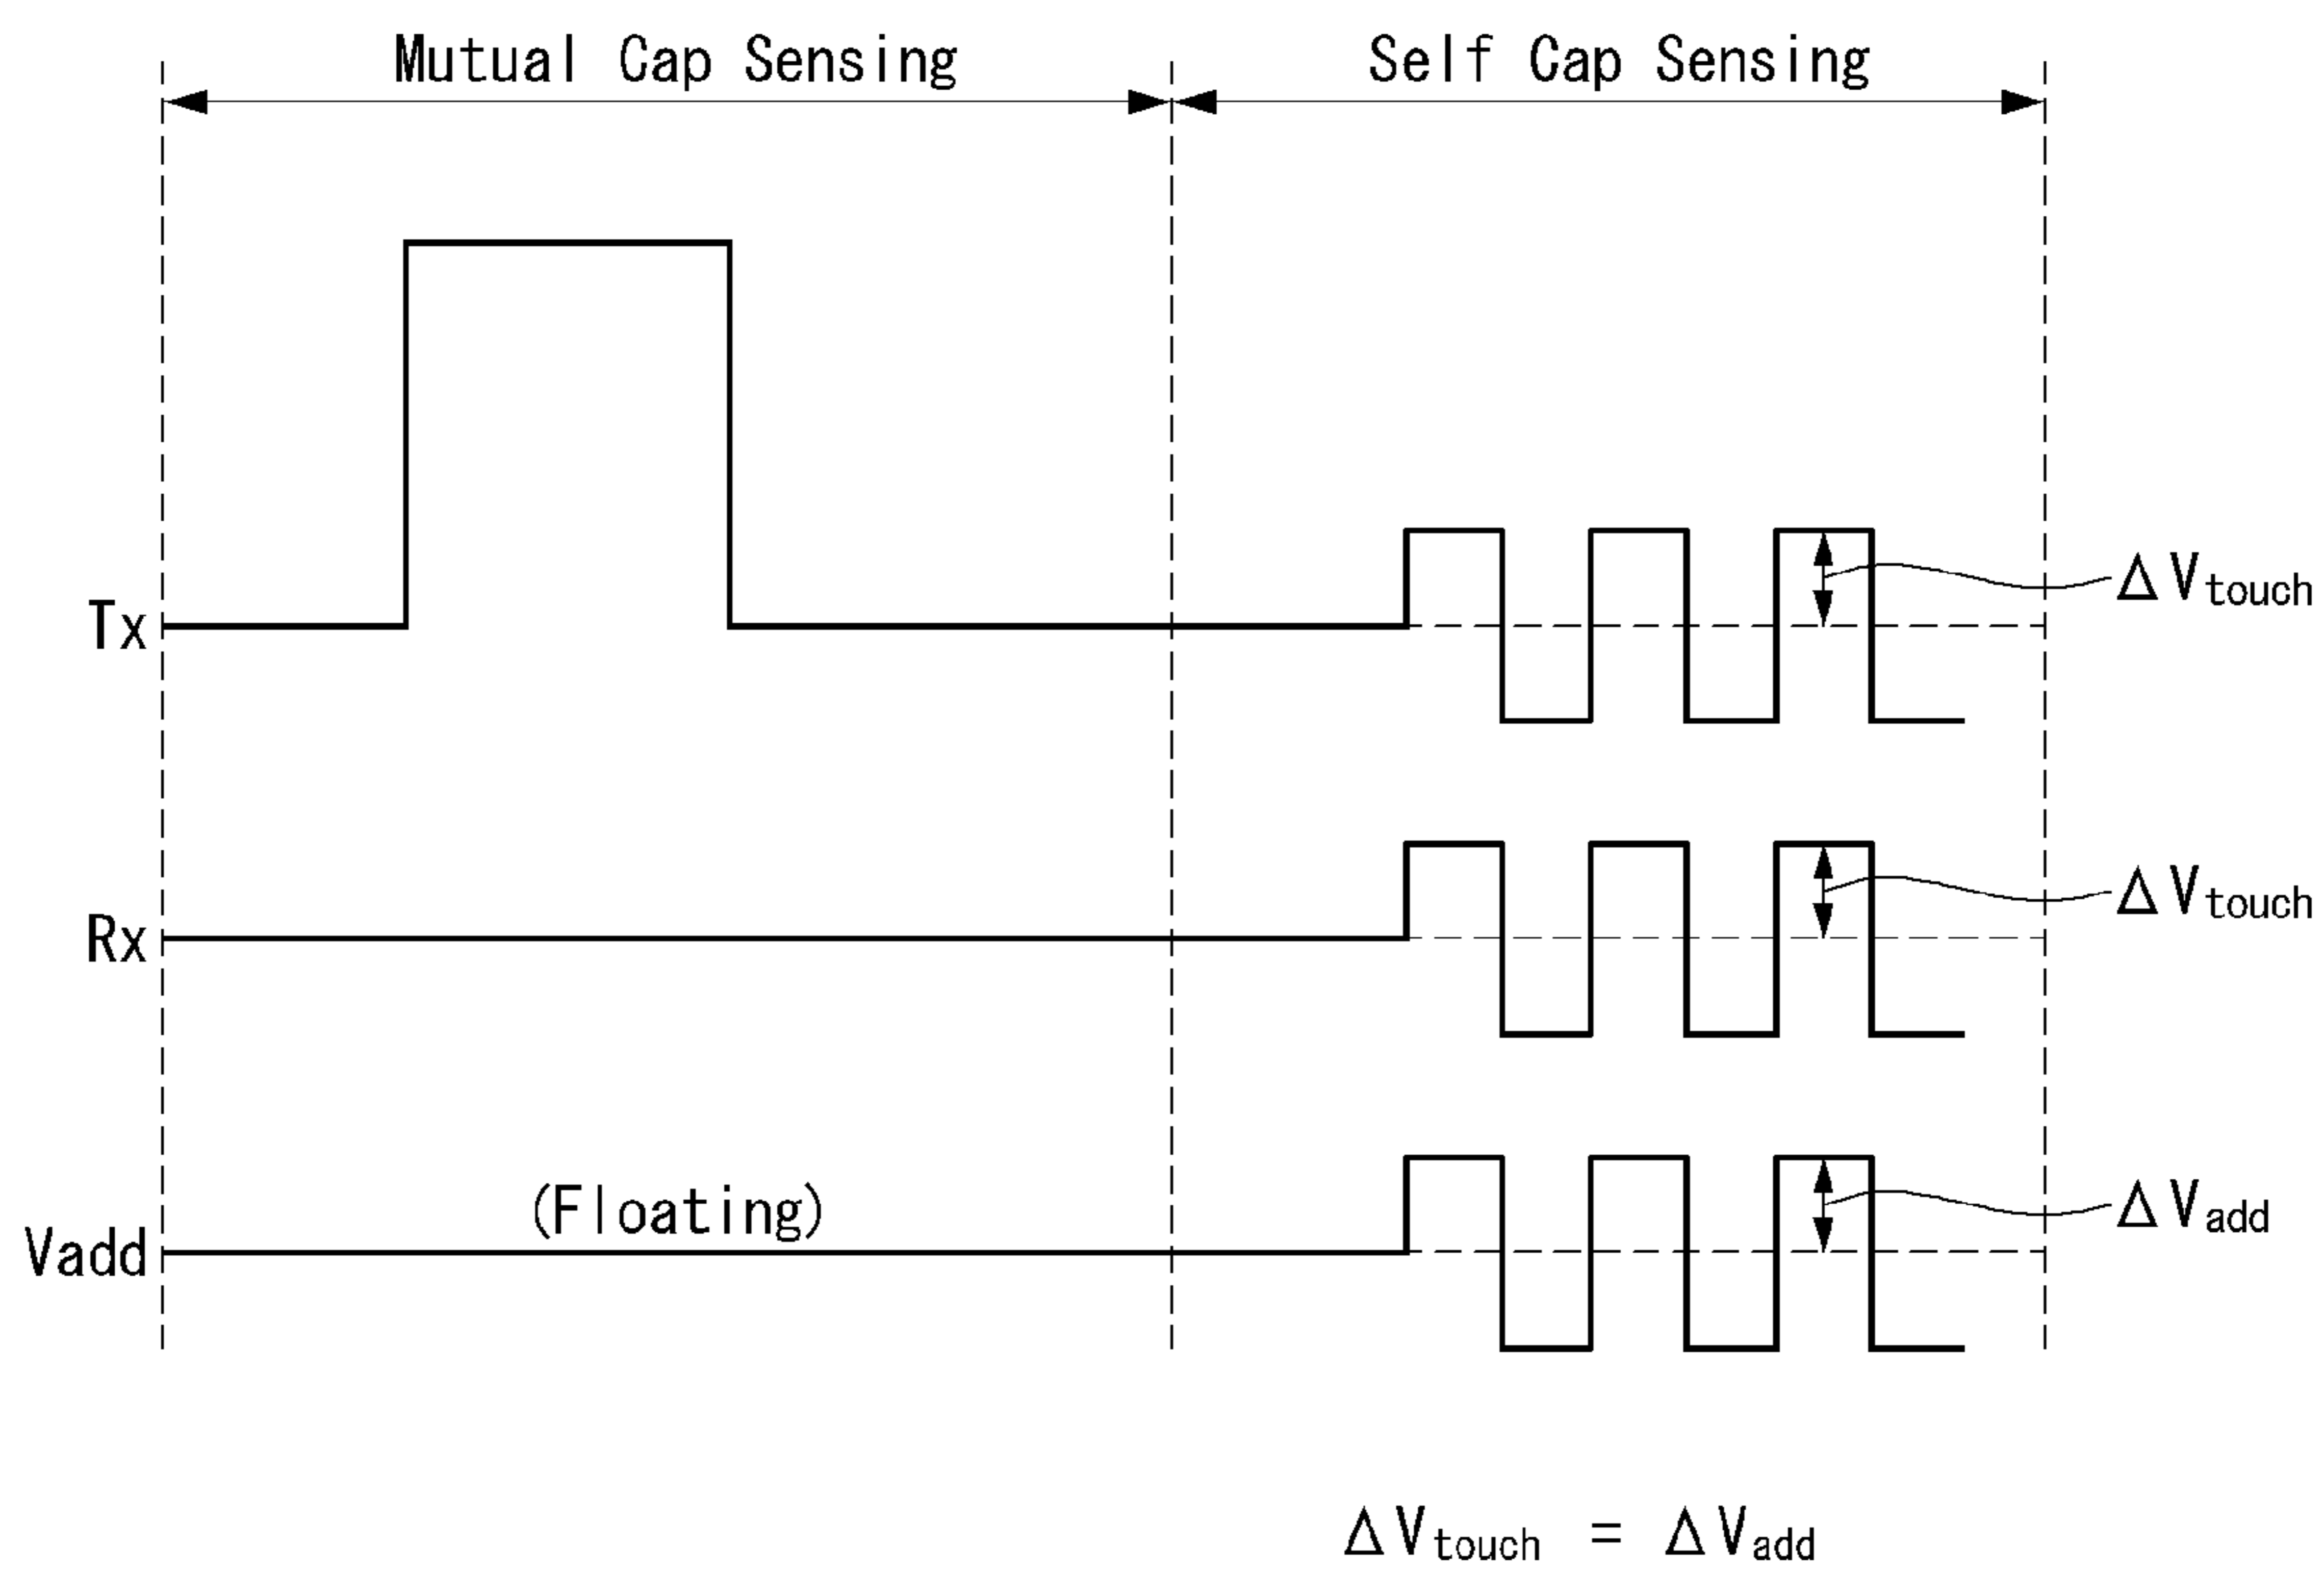 Mutual Cap Sensing Self Cap Sensing
Tx
ΔVtouch
Rx
ΔVtouch
(Floating)
Vadd
ΔVadd
ΔVtouch = ΔVadd